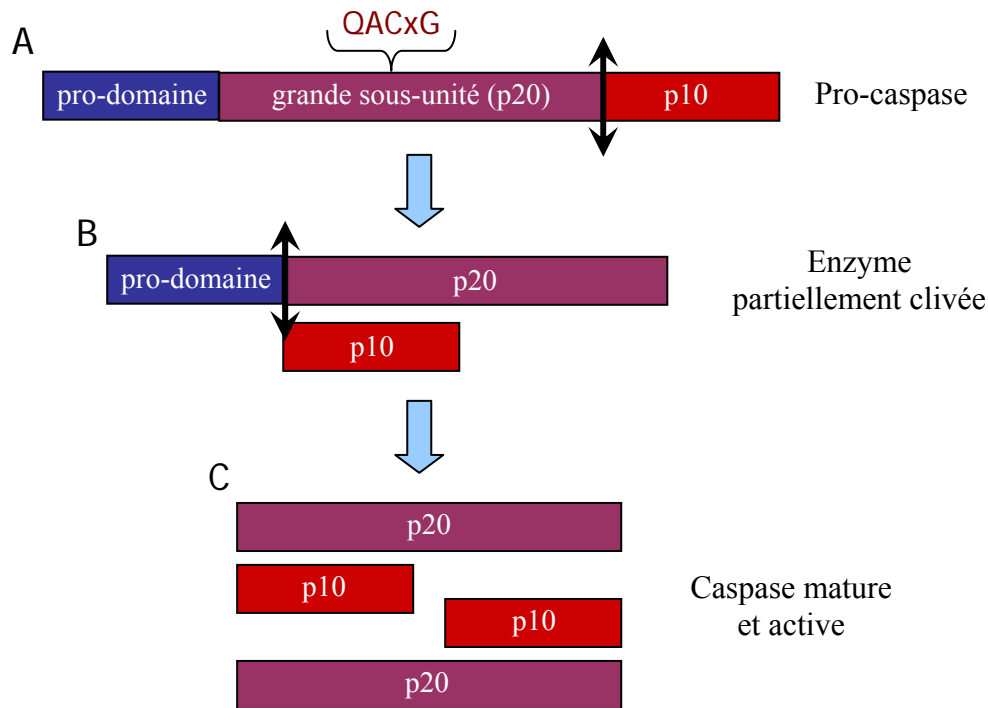 A
QACxG
pro-domaine
grande sous-unité (p20)
p10
Pro-caspase
B
pro-domaine
p20
Enzyme
partiellement clivée
p10
C
p20
p10
Caspase mature
et active
p10
p20